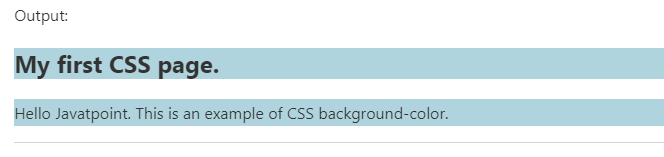 Output:
My first CSS page.
Hello Javatpoint. This is an example of CSS background-color.